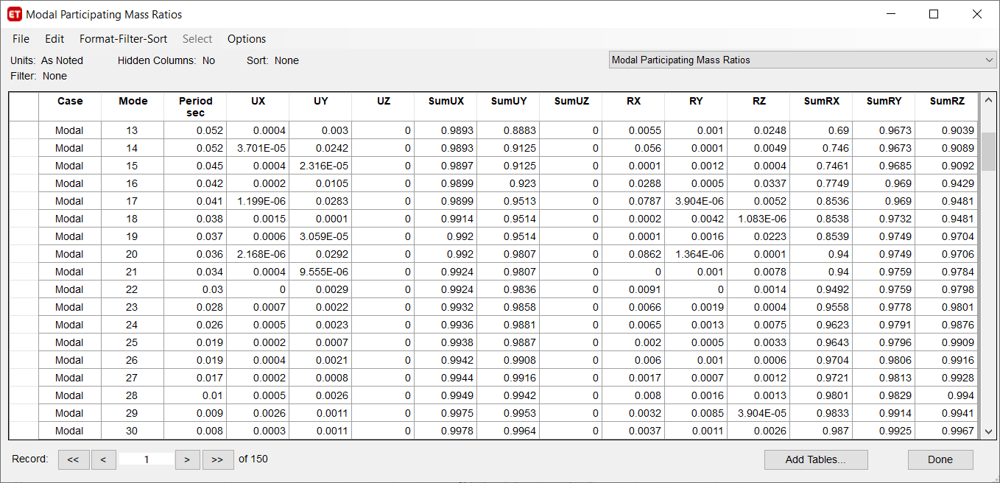 ET Modal Participating Mass Ratios
File Edit Format-Filter-Sort Select Options
Units: As Noted Hidden Columns: No Sort: None Modal Participating Mass Ratios
Filter: None
Case Mode Period UX UY UZ SumUX SumUY SumUZ RX RY RZ SumRX SumRY SumRZ
sec
Modal 13 0.052 0.0004 0.003 0 0.9893 0.8883 0 0.0055 0.001 0.0248 0.69 0.9673 0.9039
Modal 14 0.052 3.701E-05 0.0242 0 0.9893 0.9125 0 0.056 0.0001 0.0049 0.746 0.9673 0.9089
Modal 15 0.045 0.0004 2.316E-05 0 0.9897 0.9125 0 0.0001 0.0012 0.0004 0.7461 0.9685 0.9092
Modal 16 0.042 0.0002 0.0105 0 0.9899 0.923 0 0.0288 0.0005 0.0337 0.7749 0.969 0.9429
Modal 17 0.041 1.199E-06 0.0283 0 0.9899 0.9513 0 0.0787 3.904E-06 0.0052 0.8536 0.969 0.9481
Modal 18 0.038 0.0015 0.0001 0 0.9914 0.9514 0 0.0002 0.0042 1.083E-06 0.8538 0.9732 0.9481
Modal 19 0.037 0.0006 3.059E-05 0 0.992 0.9514 0 0.0001 0.0016 0.0223 0.8539 0.9749 0.9704
Modal 20 0.036 2.168E-06 0.0292 0 0.992 0.9807 0 0.0862 1.364E-06 0.0001 0.94 0.9749 0.9706
Modal 21 0.034 0.0004 9.555E-06 0 0.9924 0.9807 0 0 0.001 0.0078 0.94 0.9759 0.9784
Modal 22 0.03 0 0.0029 0 0.9924 0.9836 0 0.0091 0 0.0014 0.9492 0.9759 0.9798
Modal 23 0.028 0.0007 0.0022 0 0.9932 0.9858 0 0.0066 0.0019 0.0004 0.9558 0.9778 0.9801
Modal 24 0.026 0.0005 0.0023 0 0.9936 0.9881 0 0.0065 0.0013 0.0075 0.9623 0.9791 0.9876
Modal 25 0.019 0.0002 0.0007 0 0.9938 0.9887 0 0.002 0.0005 0.0033 0.9643 0.9796 0.9909
Modal 26 0.019 0.0004 0.0021 0 0.9942 0.9908 0 0.006 0.001 0.0006 0.9704 0.9806 0.9916
Modal 27 0.017 0.0002 0.0008 0 0.9944 0.9916 0 0.0017 0.0007 0.0012 0.9721 0.9813 0.9928
Modal 28 0.01 0.0005 0.0026 0 0.9949 0.9942 0 0.008 0.0016 0.0013 0.9801 0.9829 0.994
Modal 29 0.009 0.0026 0.0011 0 0.9975 0.9953 0 0.0032 0.0085 3.904E-05 0.9833 0.9914 0.9941
Modal 30 0.008 0.0003 0.0011 0 0.9978 0.9964 0 0.0037 0.0011 0.0026 0.987 0.9925 0.9967
Record: << < 1 > >> of 150 Add Tables... Done